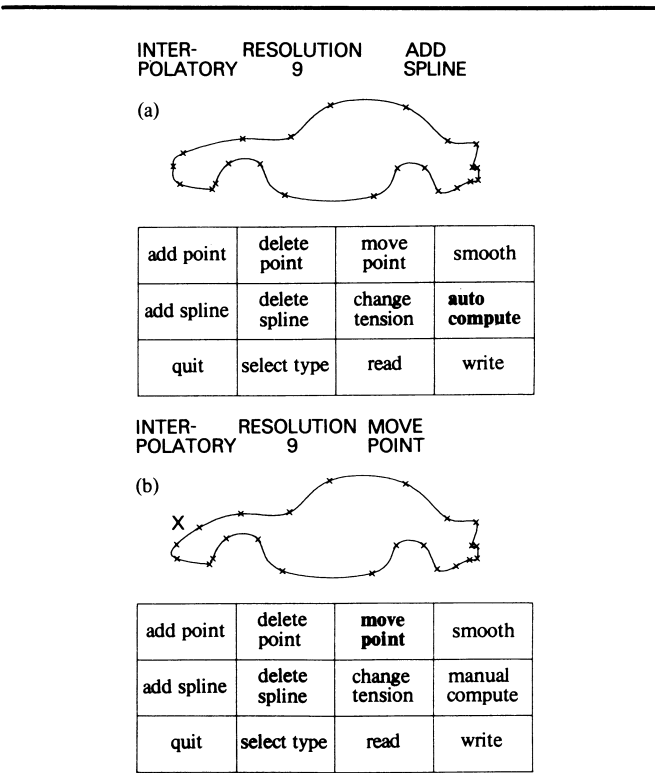 INTER- RESOLUTION ADD
POLATORY 9 SPLINE
(a)
add point delete point move point smooth
add spline delete spline change tension auto compute
quit select type read write
INTER- RESOLUTION MOVE
POLATORY 9 POINT
(b)
X
add point delete point move point smooth
add spline delete spline change tension manual compute
quit select type read write